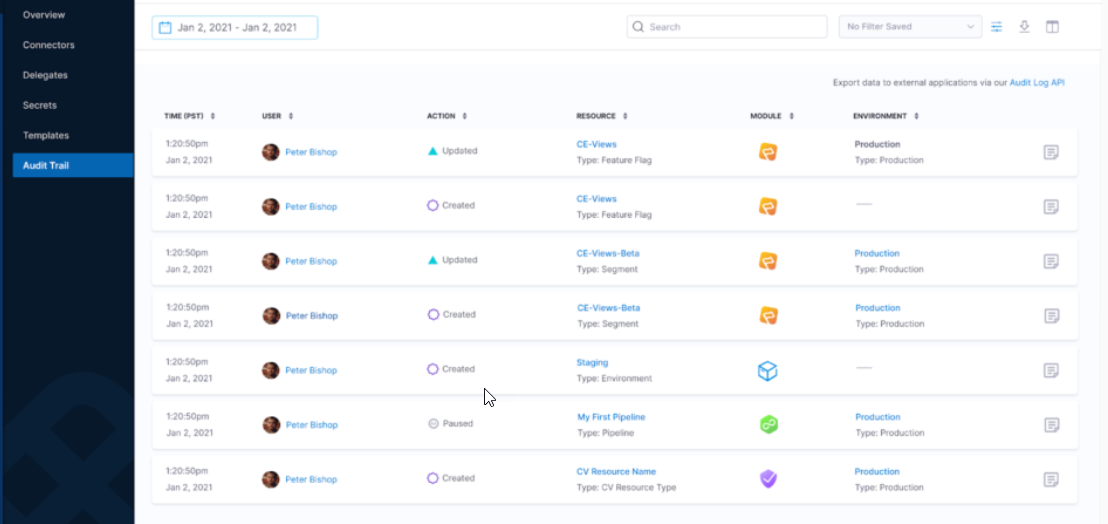 Overview
Connectors
Delegates
Secrets
Templates
Audit Trail
Jan 2, 2021 - Jan 2, 2021
Search
No Filter Saved
Export data to external applications via our Audit Log API
TIME (PST) USER ACTION RESOURCE MODULE ENVIRONMENT
1:20:50pm CE-Views Production
Peter Bishop Updated
Jan 2, 2021 Type: Feature Flag Type: Production
1:20:50pm CE-Views
Peter Bishop Created
Jan 2, 2021 Type: Feature Flag
1:20:50pm CE-Views-Beta Production
Peter Bishop Updated
Jan 2, 2021 Type: Segment Type: Production
1:20:50pm CE-Views-Beta Production
Peter Bishop Created
Jan 2, 2021 Type: Segment Type: Production
1:20:50pm Staging
Peter Bishop Created
Jan 2, 2021 Type: Environment
1:20:50pm My First Pipeline Production
Peter Bishop Paused
Jan 2, 2021 Type: Pipeline Type: Production
1:20:50pm CV Resource Name Production
Peter Bishop Created
Jan 2, 2021 Type: CV Resource Type Type: Production